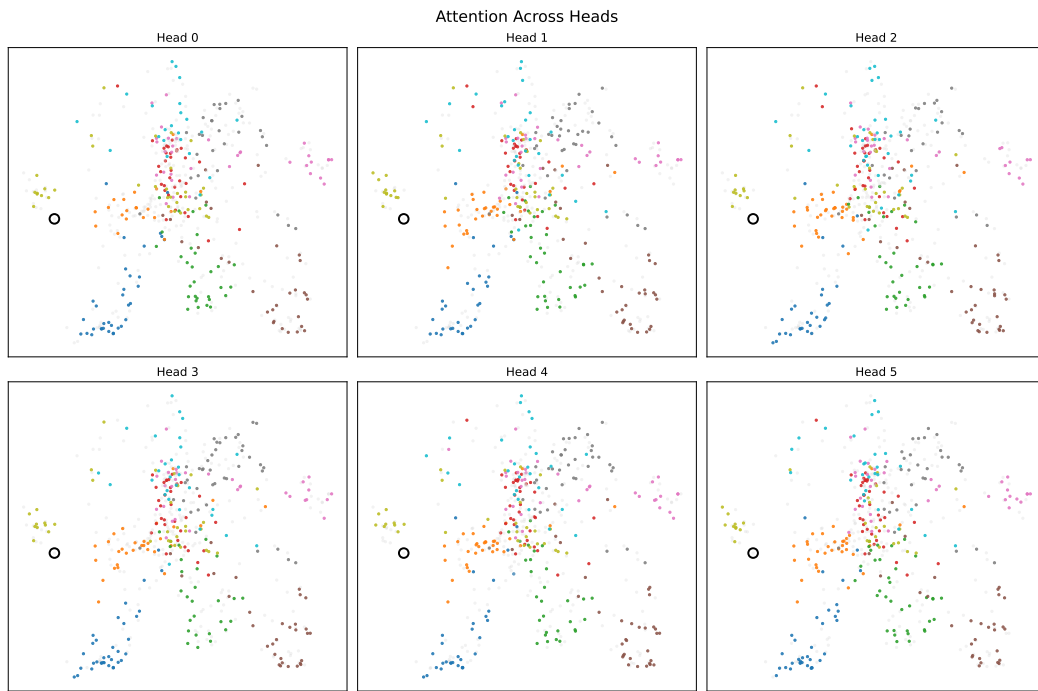 Attention Across Heads
Head 0
Head 1
Head 2
Head 3
Head 4
Head 5